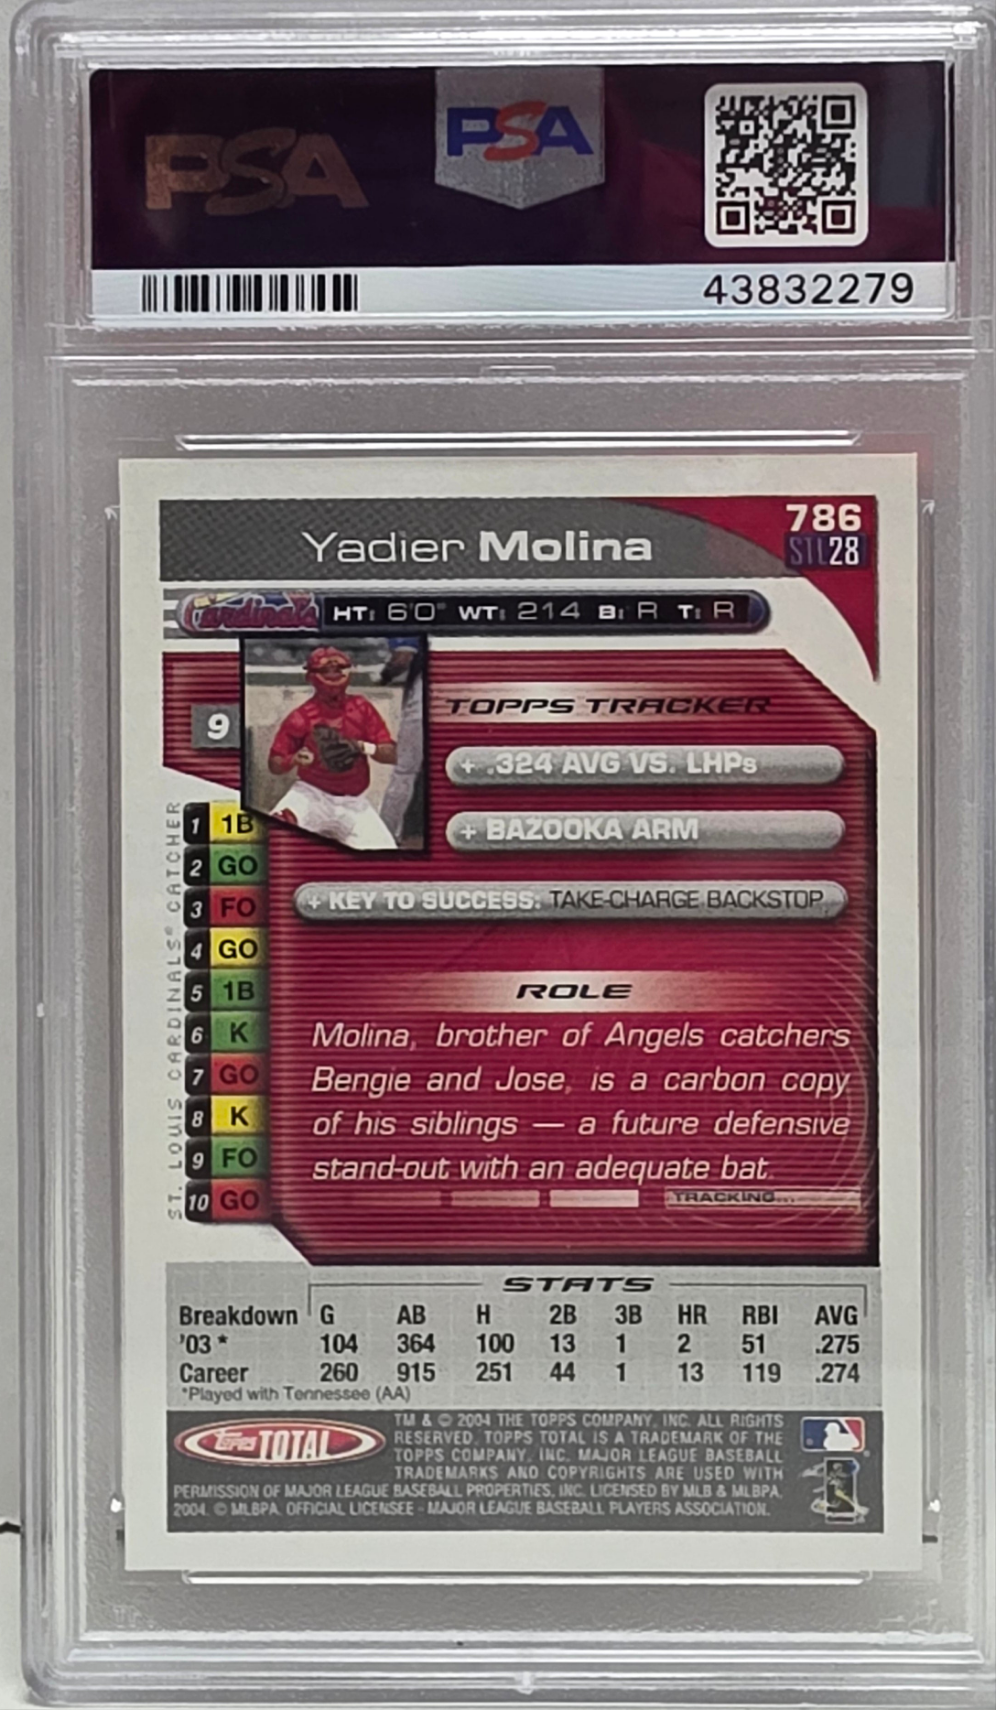 PSA
PSA
43832279
Yadier Molina
786
STL28
Cardinals HT: 6'0" WT: 214 B: R T: R
9
TOPPS TRACKER
+ .324 AVG VS. LHPs
+ BAZOOKA ARM
+ KEY TO SUCCESS: TAKE-CHARGE BACKSTOP.
ST. LOUIS CARDINALS® CATCHER
1 1B
2 GO
3 FO
4 GO
5 1B
6 K
7 GO
8 K
9 FO
10 GO
ROLE
Molina, brother of Angels catchers
Bengie and Jose, is a carbon copy
of his siblings — a future defensive
stand-out with an adequate bat.
TRACKING...
STATS
Breakdown G AB H 2B 3B HR RBI AVG
'03 * 104 364 100 13 1 2 51 .275
Career 260 915 251 44 1 13 119 .274
*Played with Tennessee (AA)
Topps TOTAL
TM & © 2004 THE TOPPS COMPANY, INC. ALL RIGHTS
RESERVED. TOPPS TOTAL IS A TRADEMARK OF THE
TOPPS COMPANY, INC. MAJOR LEAGUE BASEBALL
TRADEMARKS AND COPYRIGHTS ARE USED WITH
PERMISSION OF MAJOR LEAGUE BASEBALL PROPERTIES, INC. LICENSED BY MLB & MLBPA.
2004. © MLBPA. OFFICIAL LICENSEE - MAJOR LEAGUE BASEBALL PLAYERS ASSOCIATION.